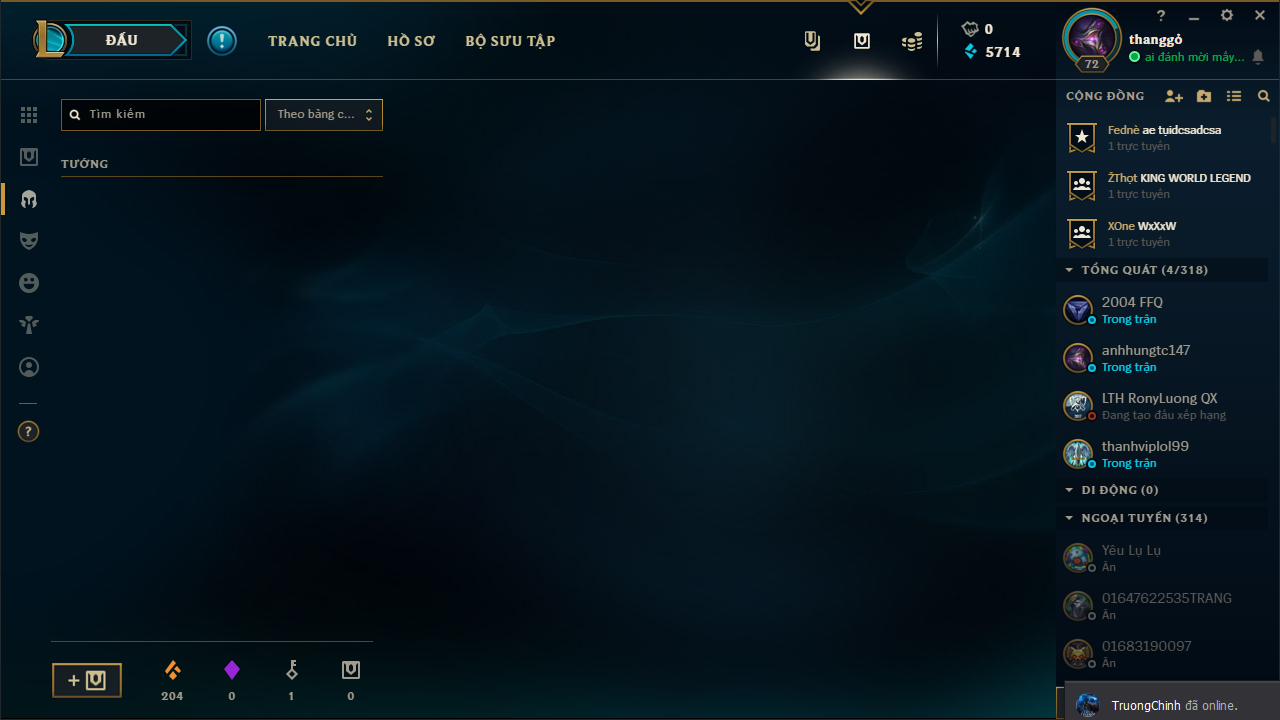 ĐẤU
!
TRANG CHỦ
HỒ SƠ
BỘ SƯU TẬP
0
5714
?
thanggỏ
72
ai đánh mời mấy...
Tìm kiếm
Theo bảng c...
TƯỚNG
?
204
0
1
0
CỘNG ĐỒNG
Fednè ae tụidcsadcsa
1 trực tuyến
ŽThọt KING WORLD LEGEND
1 trực tuyến
XOne WxXxW
1 trực tuyến
TỔNG QUÁT (4/318)
2004 FFQ
Trong trận
anhhungtc147
Trong trận
LTH RonyLuong QX
Đang tạo đấu xếp hạng
thanhviplol99
Trong trận
DI ĐỘNG (0)
NGOẠI TUYẾN (314)
Yêu Lụ Lụ
Ẩn
01647622535TRANG
Ẩn
01683190097
Ẩn
TruongChinh đã online.